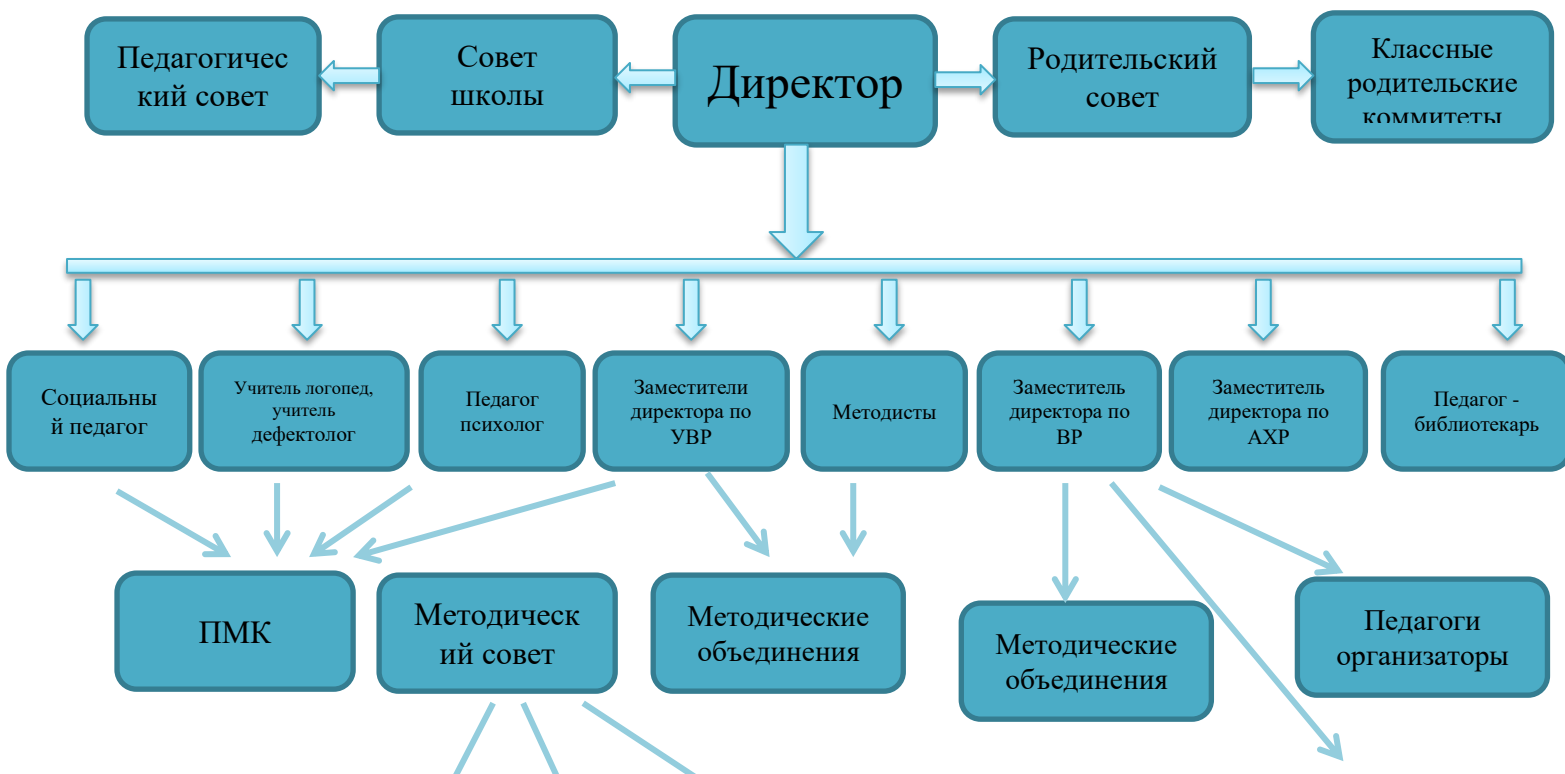 Педагогичес
кий совет
Совет
школы
Директор
Родительский
совет
Классные
родительские
коммитеты
Социальны
й педагог
Учитель логопед,
учитель
дефектолог
Педагог
психолог
Заместители
директора по
УВР
Методисты
Заместитель
директора по
ВР
Заместитель
директора по
АХР
Педагог -
библиотекарь
ПМК
Методическ
ий совет
Методические
объединения
Методические
объединения
Педагоги
организаторы